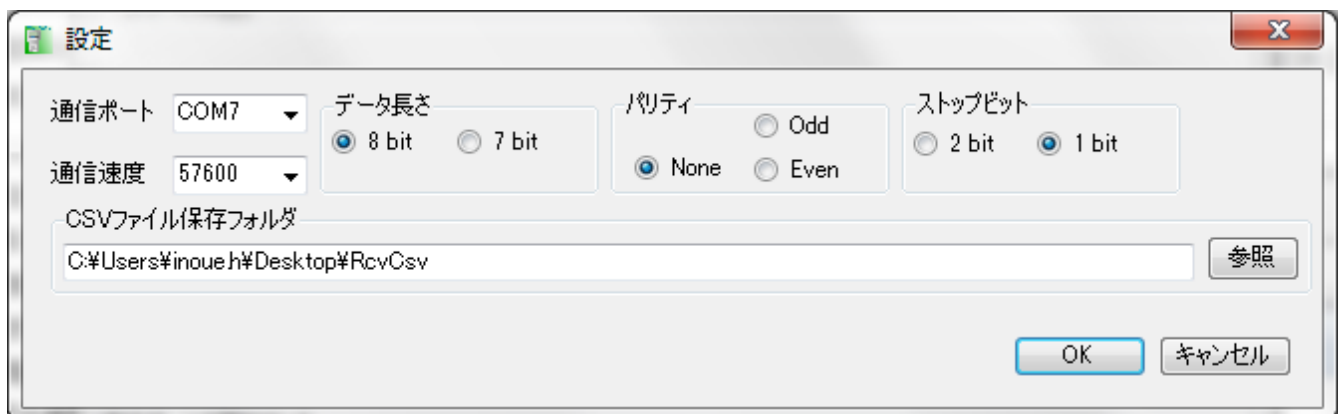 設定
通信ポート COM7
データ長さ
8 bit 7 bit
パリティ
Odd
None Even
ストップビット
2 bit 1 bit
通信速度 57600
CSVファイル保存フォルダ
C:¥Users¥inoue.h¥Desktop¥RcvCsv 参照
OK キャンセル